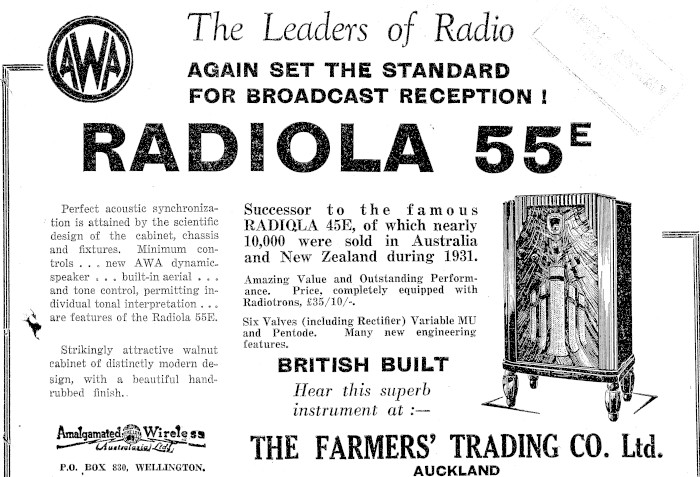 AWA
The Leaders of Radio
AGAIN SET THE STANDARD
FOR BROADCAST RECEPTION !
RADIOLA 55E
Perfect acoustic synchroniza-
tion is attained by the scientific
design of the cabinet, chassis
and fixtures. Minimum con-
trols . . . new AWA dynamic
speaker . . . built-in aerial . . .
and tone control, permitting in-
dividual tonal interpretation . . .
are features of the Radiola 55E.
Strikingly attractive walnut
cabinet of distinctly modern de-
sign, with a beautiful hand-
rubbed finish.
Amalgamated Wireless
(Australasia) Ltd.
P.O. BOX 830, WELLINGTON.
Successor to the famous
RADIOLA 45E, of which nearly
10,000 were sold in Australia
and New Zealand during 1931.
Amazing Value and Outstanding Perform-
ance. Price, completely equipped with
Radiotrons, £35/10/-.
Six Valves (including Rectifier) Variable MU
and Pentode. Many new engineering
features.
BRITISH BUILT
Hear this superb
instrument at :—
THE FARMERS' TRADING CO. Ltd.
AUCKLAND